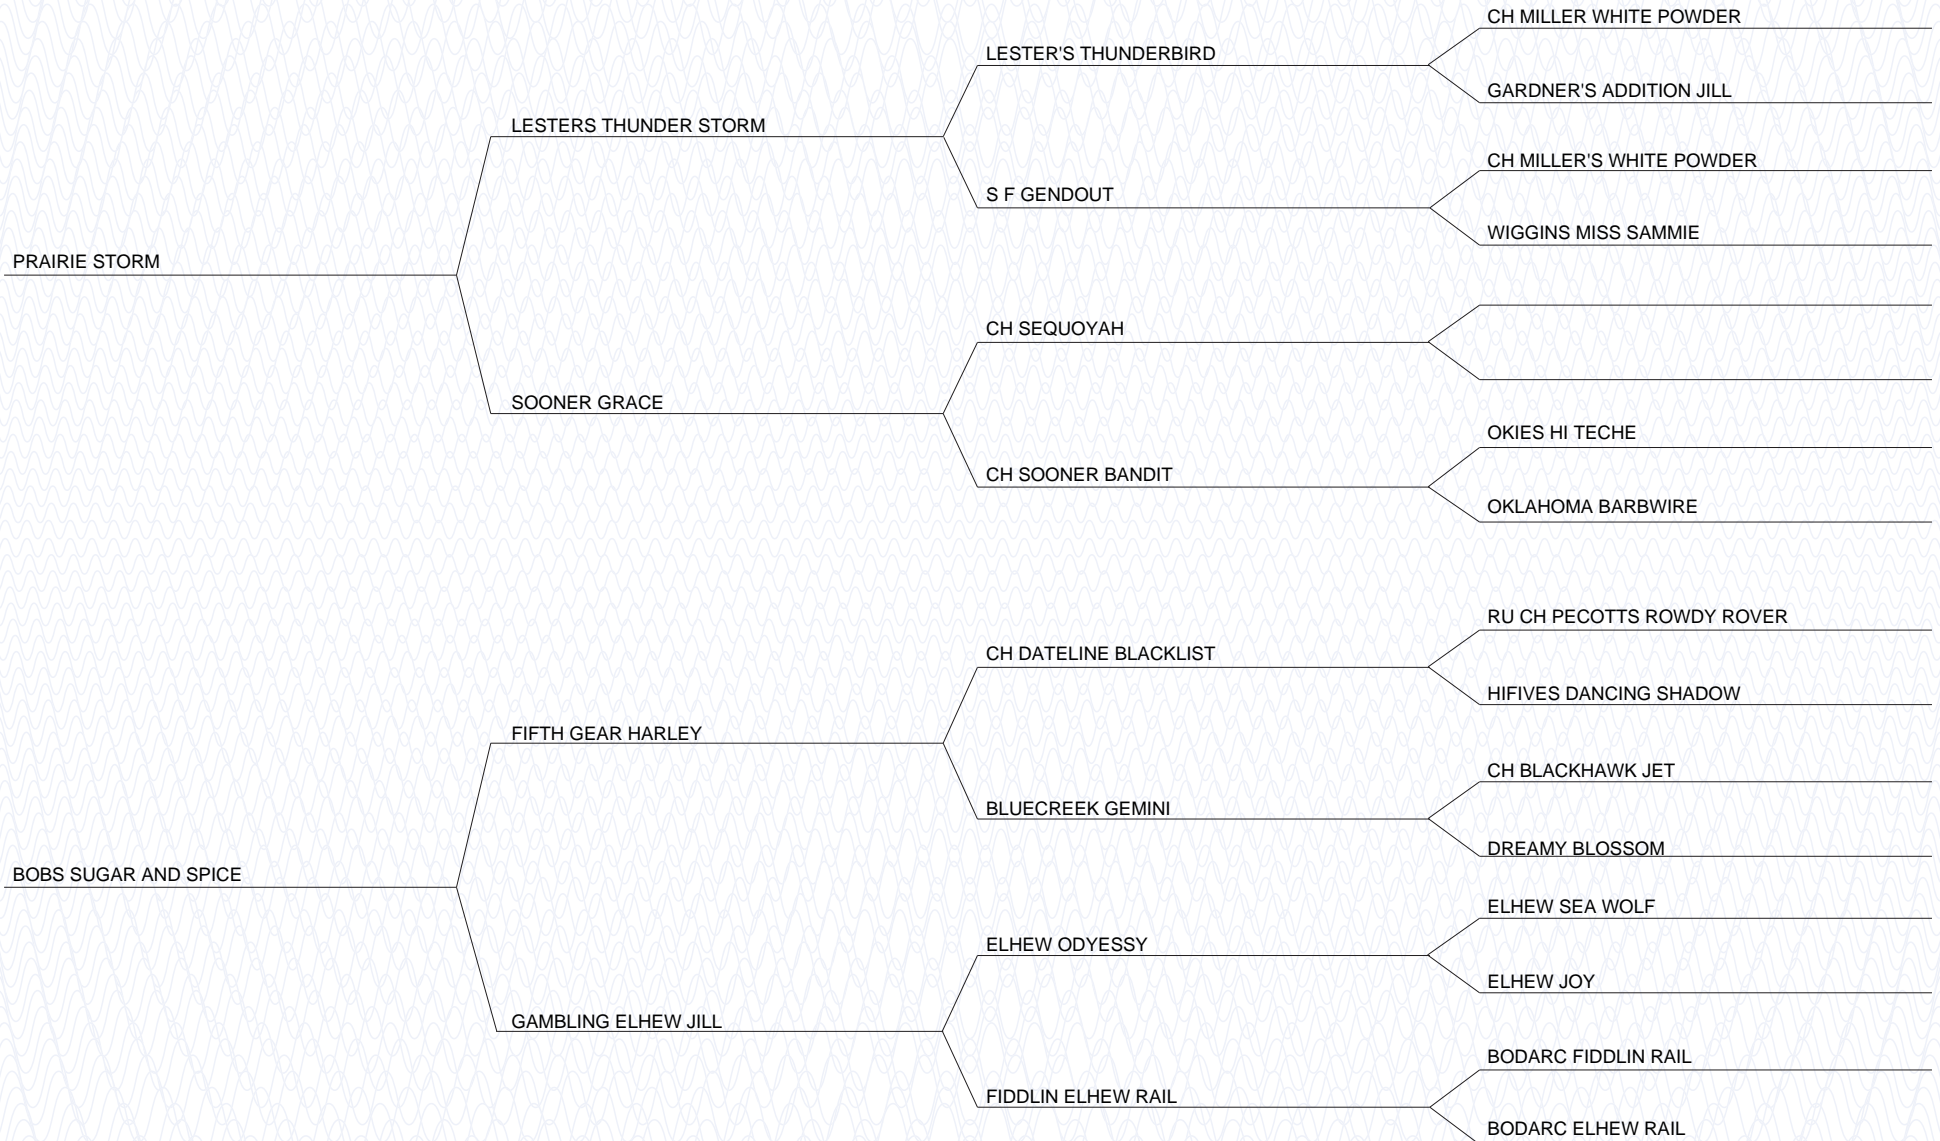 CH MILLER WHITE POWDER
LESTER'S THUNDERBIRD
GARDNER'S ADDITION JILL
LESTERS THUNDER STORM
CH MILLER'S WHITE POWDER
S F GENDOUT
WIGGINS MISS SAMMIE
PRAIRIE STORM
CH SEQUOYAH
SOONER GRACE
OKIES HI TECHE
CH SOONER BANDIT
OKLAHOMA BARBWIRE
RU CH PECOTTS ROWDY ROVER
CH DATELINE BLACKLIST
HIFIVES DANCING SHADOW
FIFTH GEAR HARLEY
CH BLACKHAWK JET
BLUECREEK GEMINI
DREAMY BLOSSOM
BOBS SUGAR AND SPICE
ELHEW SEA WOLF
ELHEW ODYESSY
ELHEW JOY
GAMBLING ELHEW JILL
BODARC FIDDLIN RAIL
FIDDLIN ELHEW RAIL
BODARC ELHEW RAIL